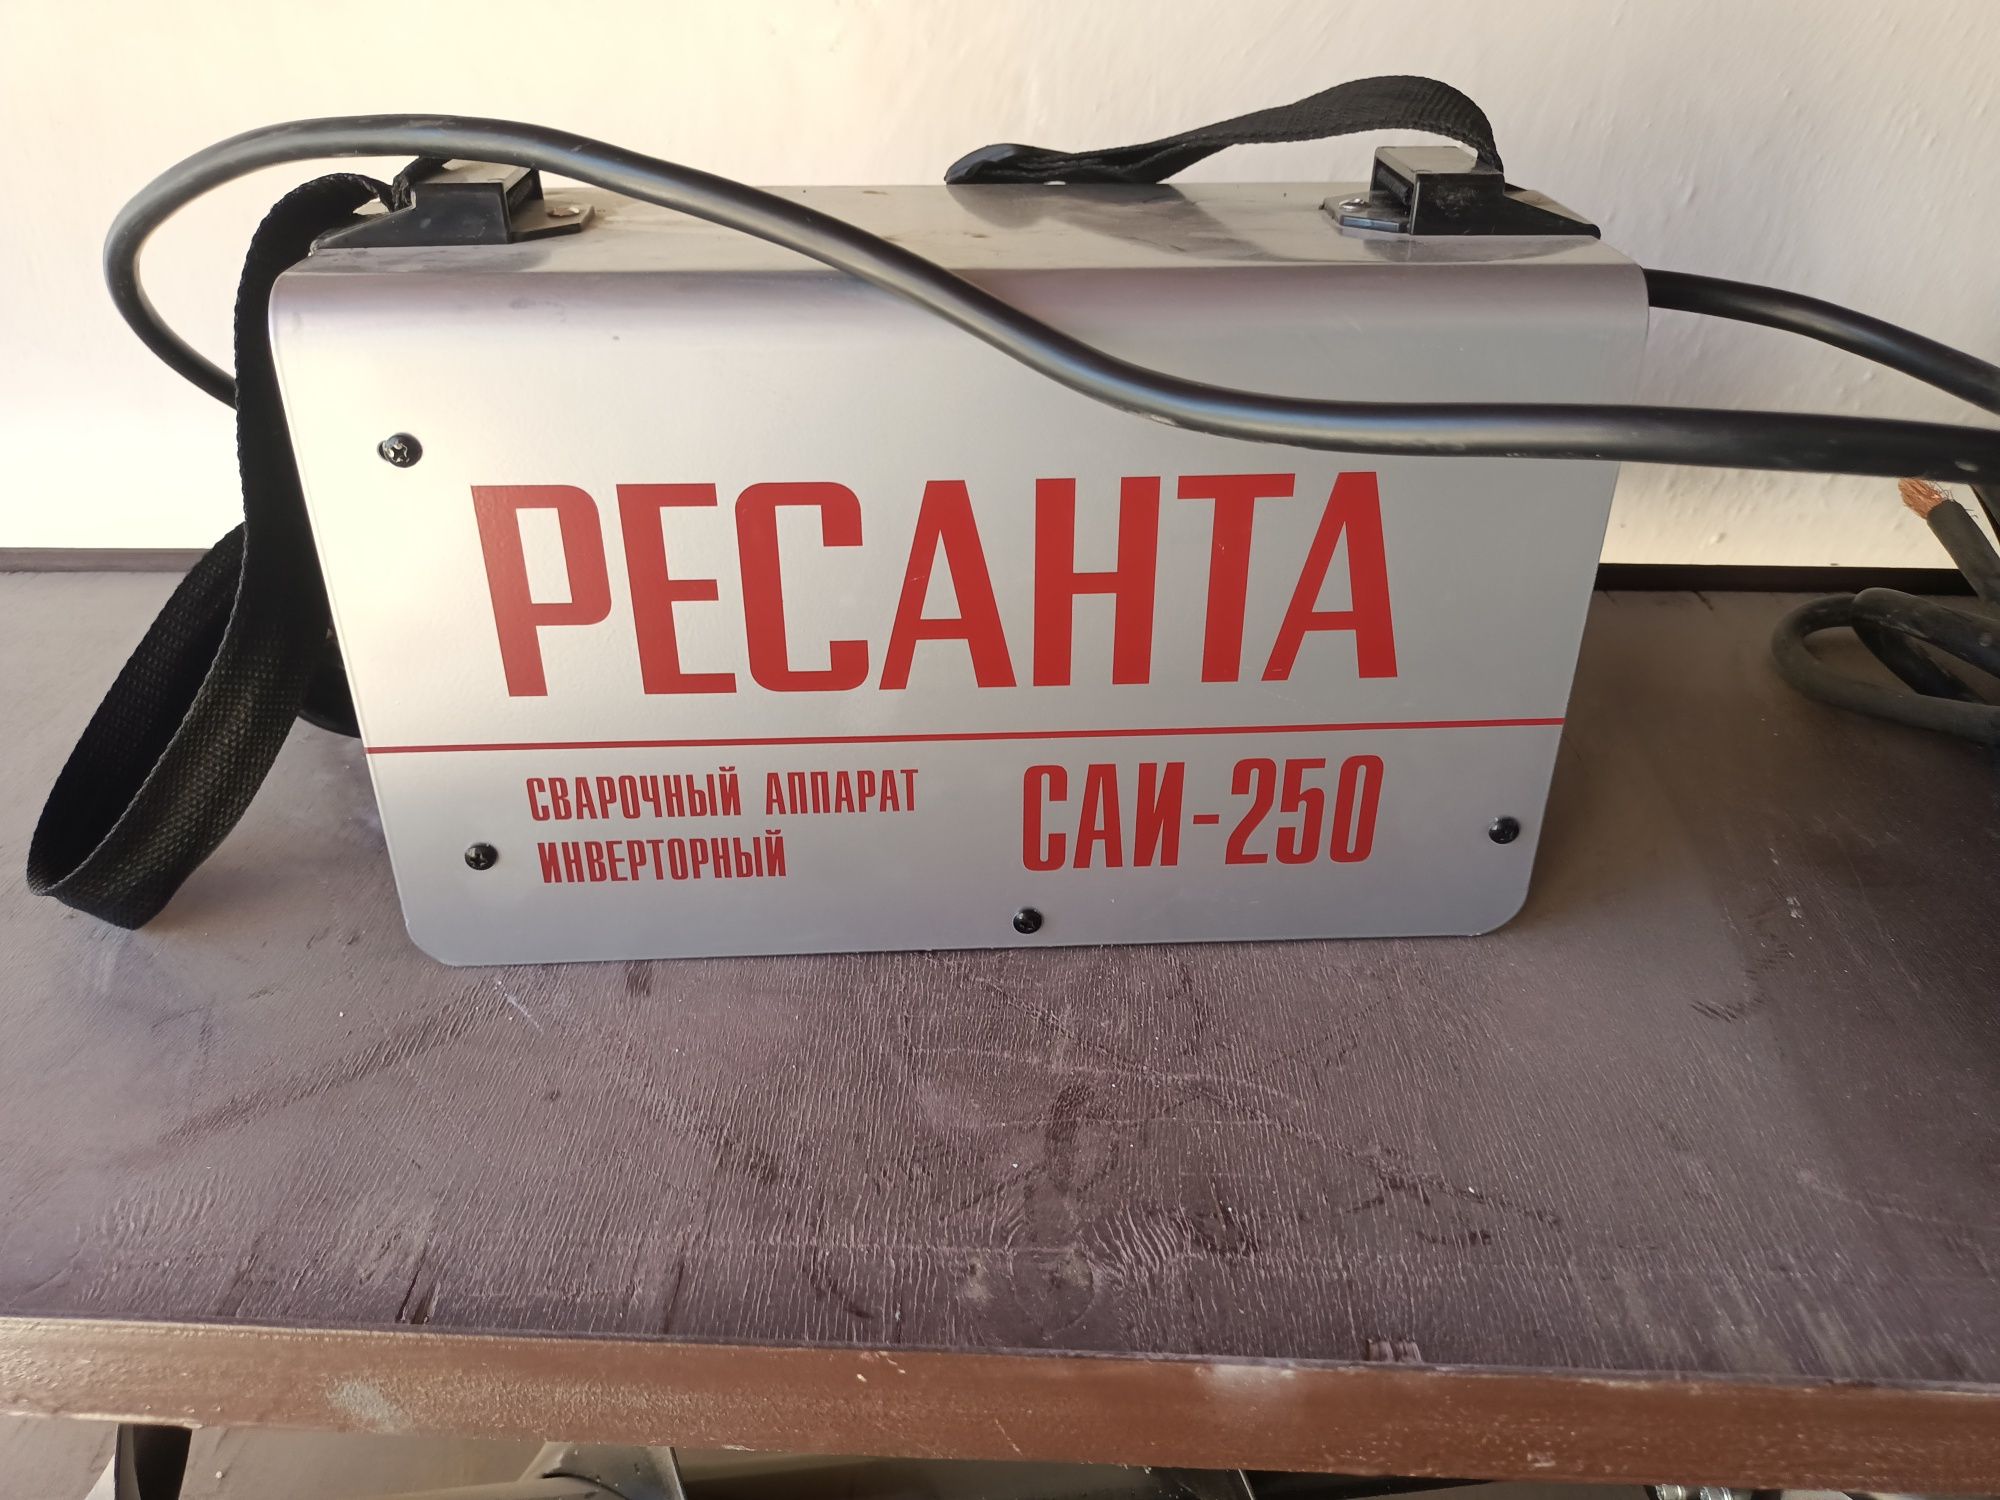 РЕСАНТА
СВАРОЧНЫЙ АППАРАТ
ИНВЕРТОРНЫЙ
САИ-250